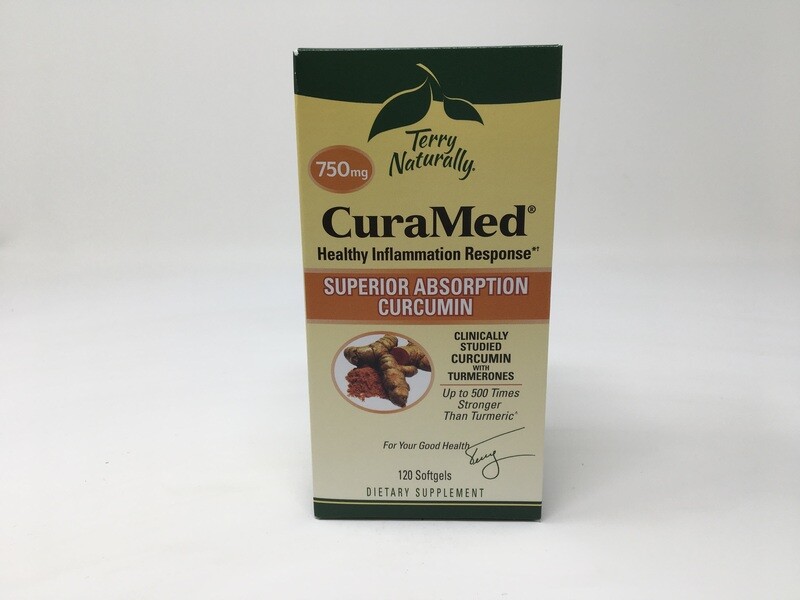 Terry
Naturally.
750mg
CuraMed®
Healthy Inflammation Response*†
SUPERIOR ABSORPTION
CURCUMIN
CLINICALLY
STUDIED
CURCUMIN
WITH
TURMERONES
Up to 500 Times
Stronger
Than Turmeric†
For Your Good Health,
Terry
120 Softgels
DIETARY SUPPLEMENT